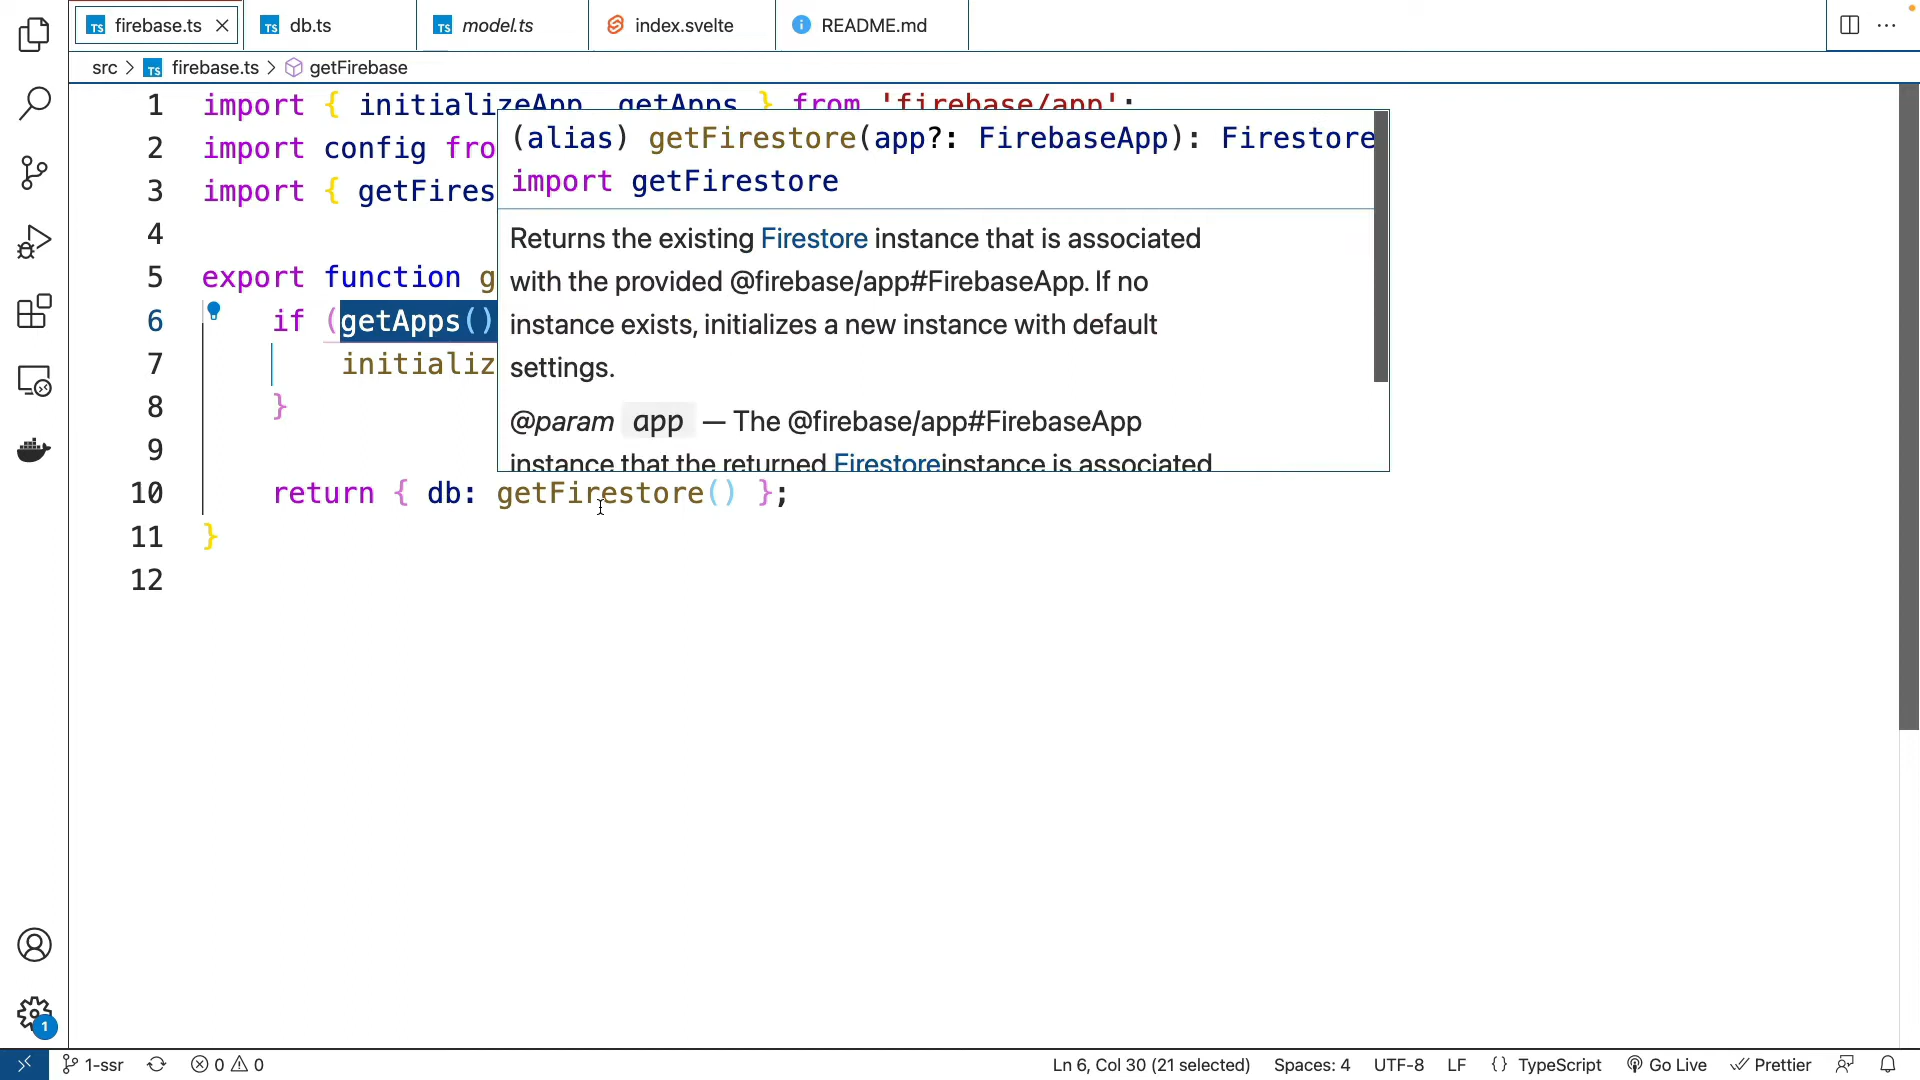 firebase.ts
db.ts
model.ts
index.svelte
README.md
src > firebase.ts > getFirebase
1 import { initializeApp, getApps } from 'firebase/app';
2 import config fro
3 import { getFires
4
5 export function g
6 if (getApps()
7 initializ
8 }
9
10 return { db: getFirestore() };
11 }
12
(alias) getFirestore(app?: FirebaseApp): Firestore
import getFirestore
Returns the existing Firestore instance that is associated
with the provided @firebase/app#FirebaseApp. If no
instance exists, initializes a new instance with default
settings.
@param app — The @firebase/app#FirebaseApp
instance that the returned Firestoreinstance is associated
1
1-ssr
0 0
Ln 6, Col 30 (21 selected)
Spaces: 4
UTF-8
LF
{} TypeScript
Go Live
Prettier